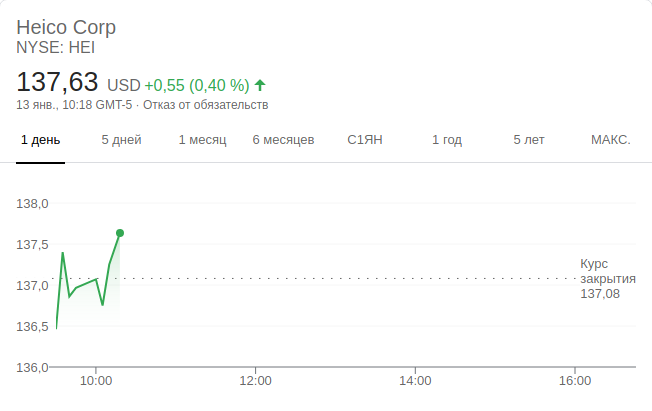 Heico Corp
NYSE: HEI
137,63 USD +0,55 (0,40 %)
13 янв., 10:18 GMT-5 · Отказ от обязательств
1 день 5 дней 1 месяц 6 месяцев С1ЯН 1 год 5 лет МАКС.
138,0
137,5
137,0
136,5
136,0
Курс
закрытия
137,08
10:00 12:00 14:00 16:00